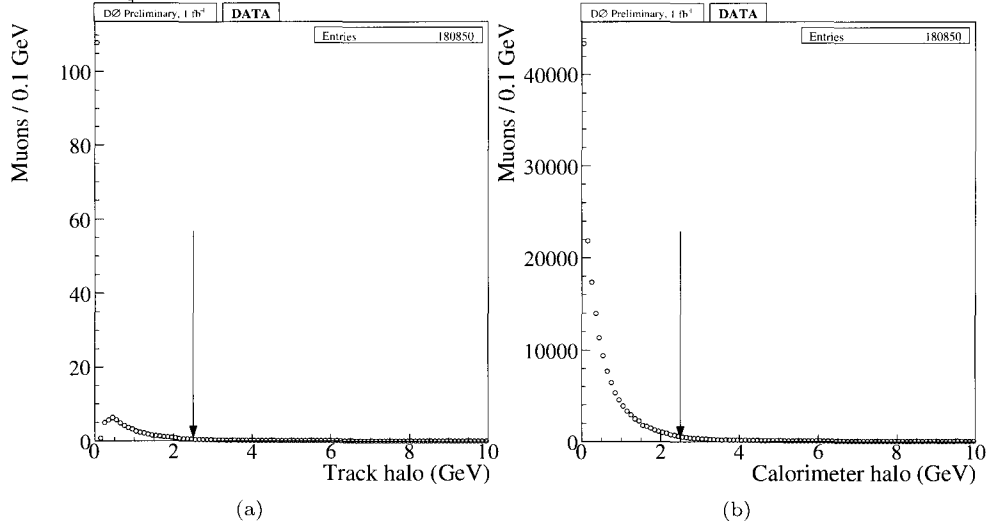 DØ Preliminary, 1 fb⁻¹
DATA
Entries 180850
Muons / 0.1 GeV
100
80
60
40
20
0
0 2 4 6 8 10
Track halo (GeV)
(a)
DØ Preliminary, 1 fb⁻¹
DATA
Entries 180850
Muons / 0.1 GeV
40000
30000
20000
10000
0
0 2 4 6 8 10
Calorimeter halo (GeV)
(b)